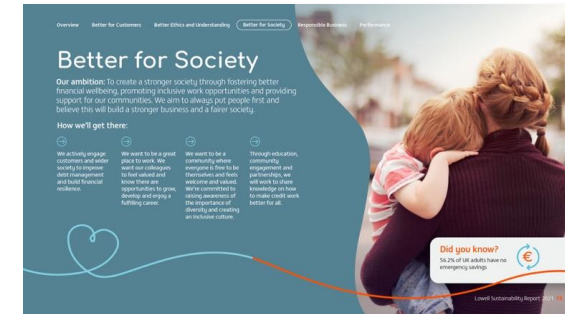 Overview Better for Customers Better Ethics and Understanding Better for Society Responsible Business Performance
Better for Society
Our ambition: To create a stronger society through fostering better
financial wellbeing, promoting inclusive work opportunities and providing
support for our communities. We aim to always put people first and
believe this will build a stronger business and a fairer society.
How we'll get there:
We actively engage
customers and wider
society to improve
debt management
and build financial
resilience.
We want to be a great
place to work. We
want our colleagues
to feel valued and
know there are
opportunities to grow,
develop and enjoy a
fulfilling career.
We want to be a
community where
everyone is free to be
themselves and feels
welcome and valued.
We're committed to
raising awareness of
the importance of
diversity and creating
an inclusive culture.
Through education,
community
engagement and
partnerships, we
will work to share
knowledge on how
to make credit work
better for all.
Did you know?
56.2% of UK adults have no
emergency savings
€
Lowell Sustainability Report 2021